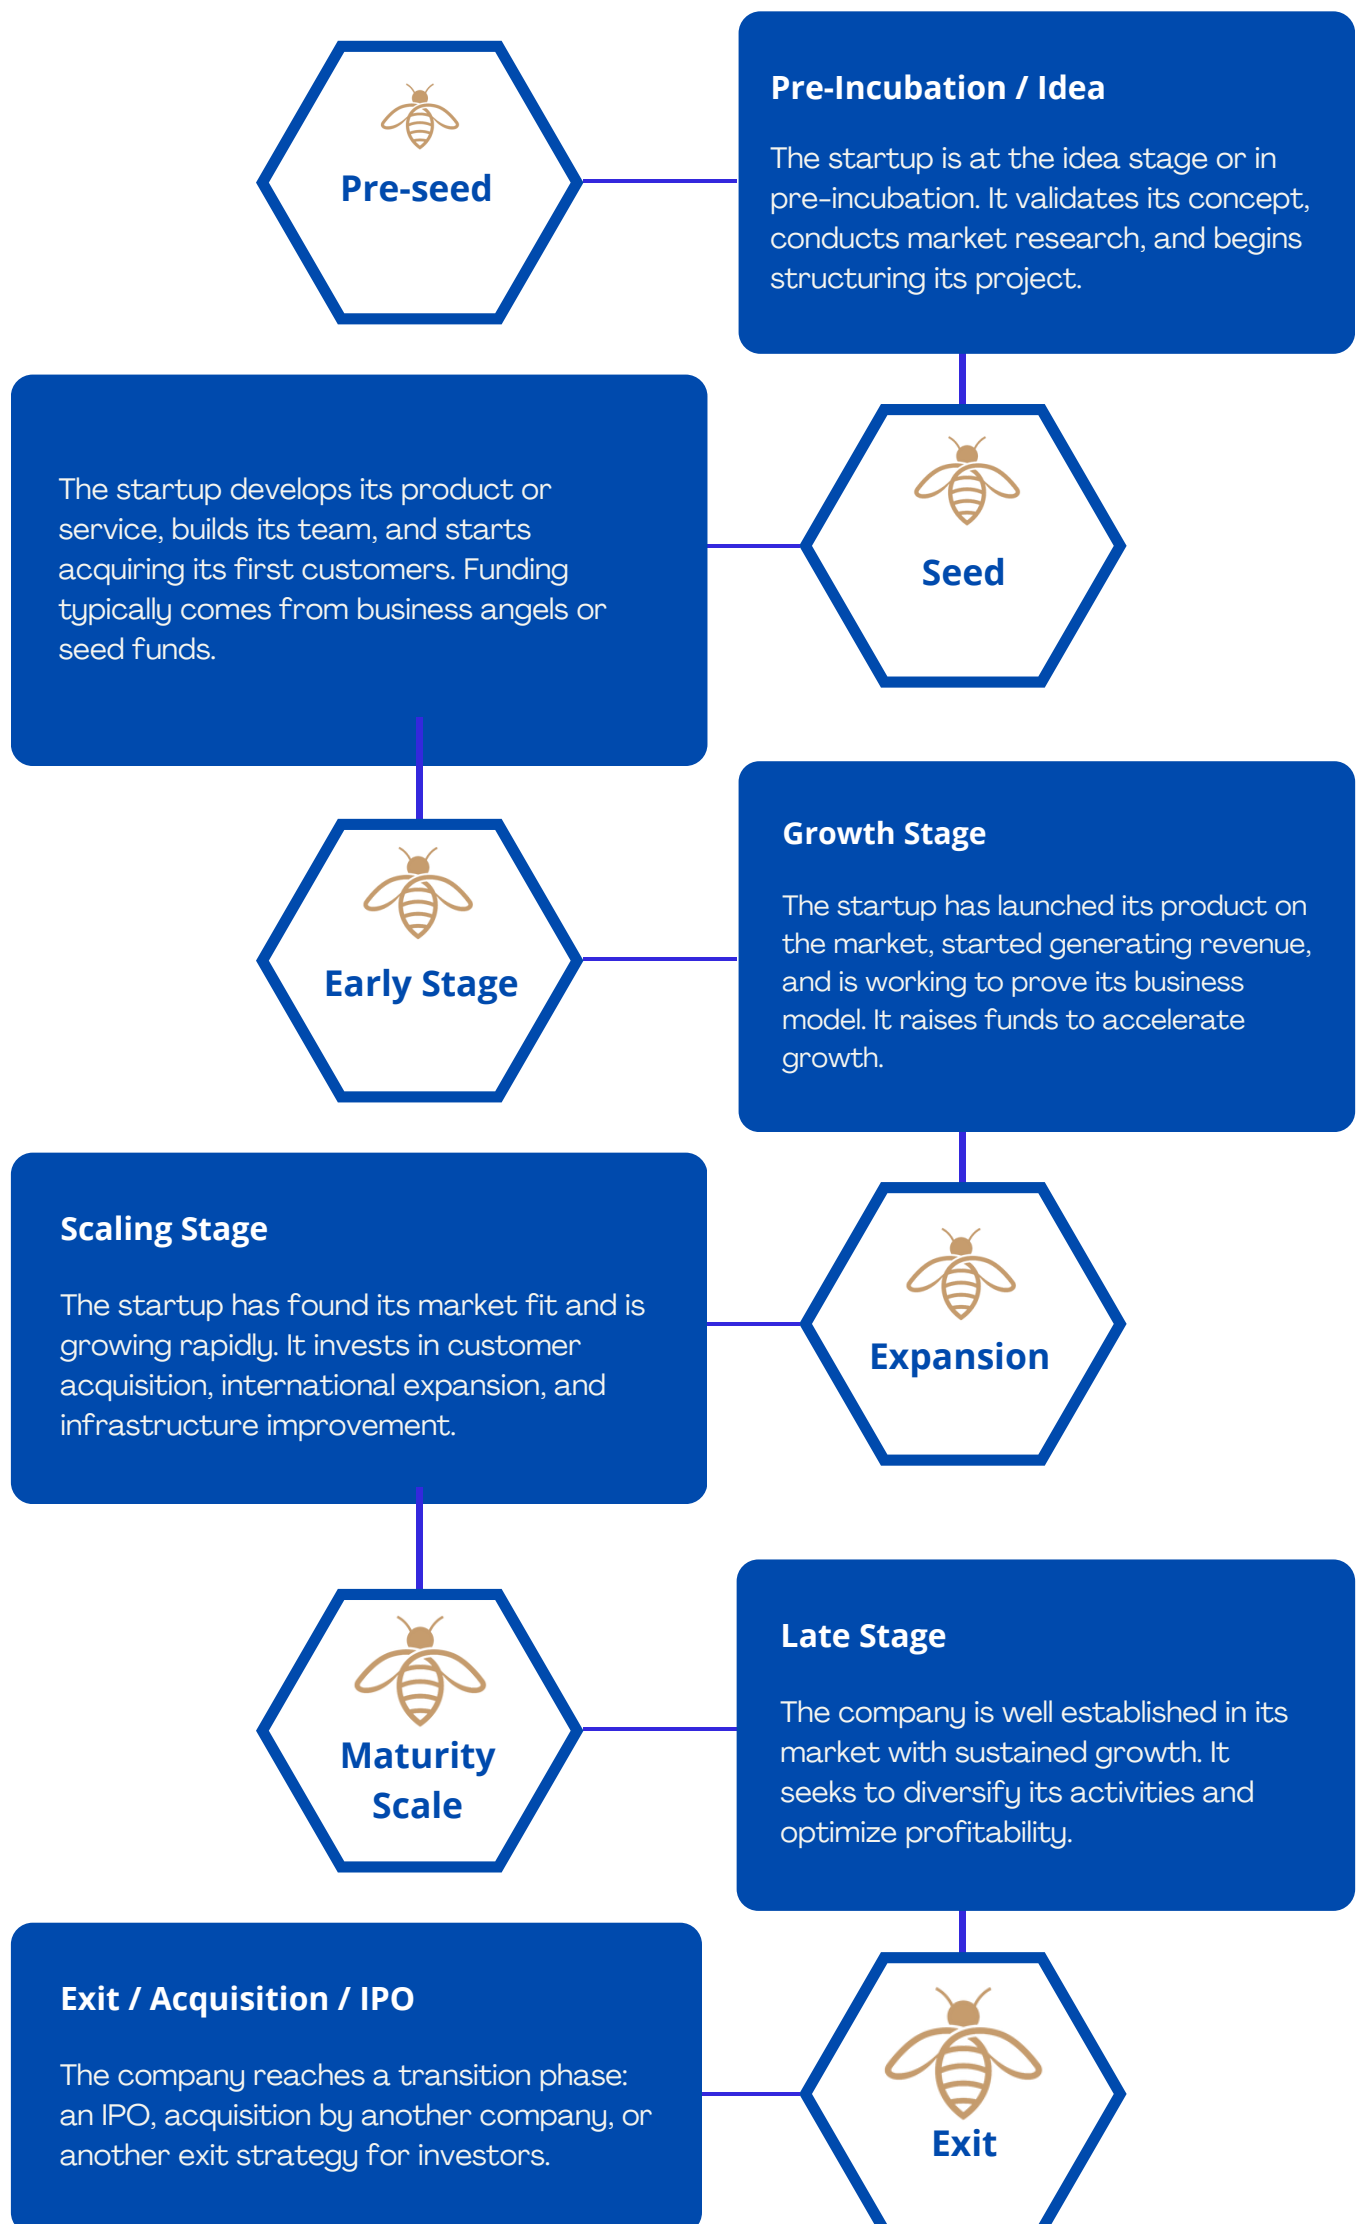 Pre-seed
Pre-Incubation / Idea
The startup is at the idea stage or in
pre-incubation. It validates its concept,
conducts market research, and begins
structuring its project.
Seed
The startup develops its product or
service, builds its team, and starts
acquiring its first customers. Funding
typically comes from business angels or
seed funds.
Early Stage
Growth Stage
The startup has launched its product on
the market, started generating revenue,
and is working to prove its business
model. It raises funds to accelerate
growth.
Expansion
Scaling Stage
The startup has found its market fit and is
growing rapidly. It invests in customer
acquisition, international expansion, and
infrastructure improvement.
Maturity
Scale
Late Stage
The company is well established in its
market with sustained growth. It
seeks to diversify its activities and
optimize profitability.
Exit
Exit / Acquisition / IPO
The company reaches a transition phase:
an IPO, acquisition by another company, or
another exit strategy for investors.